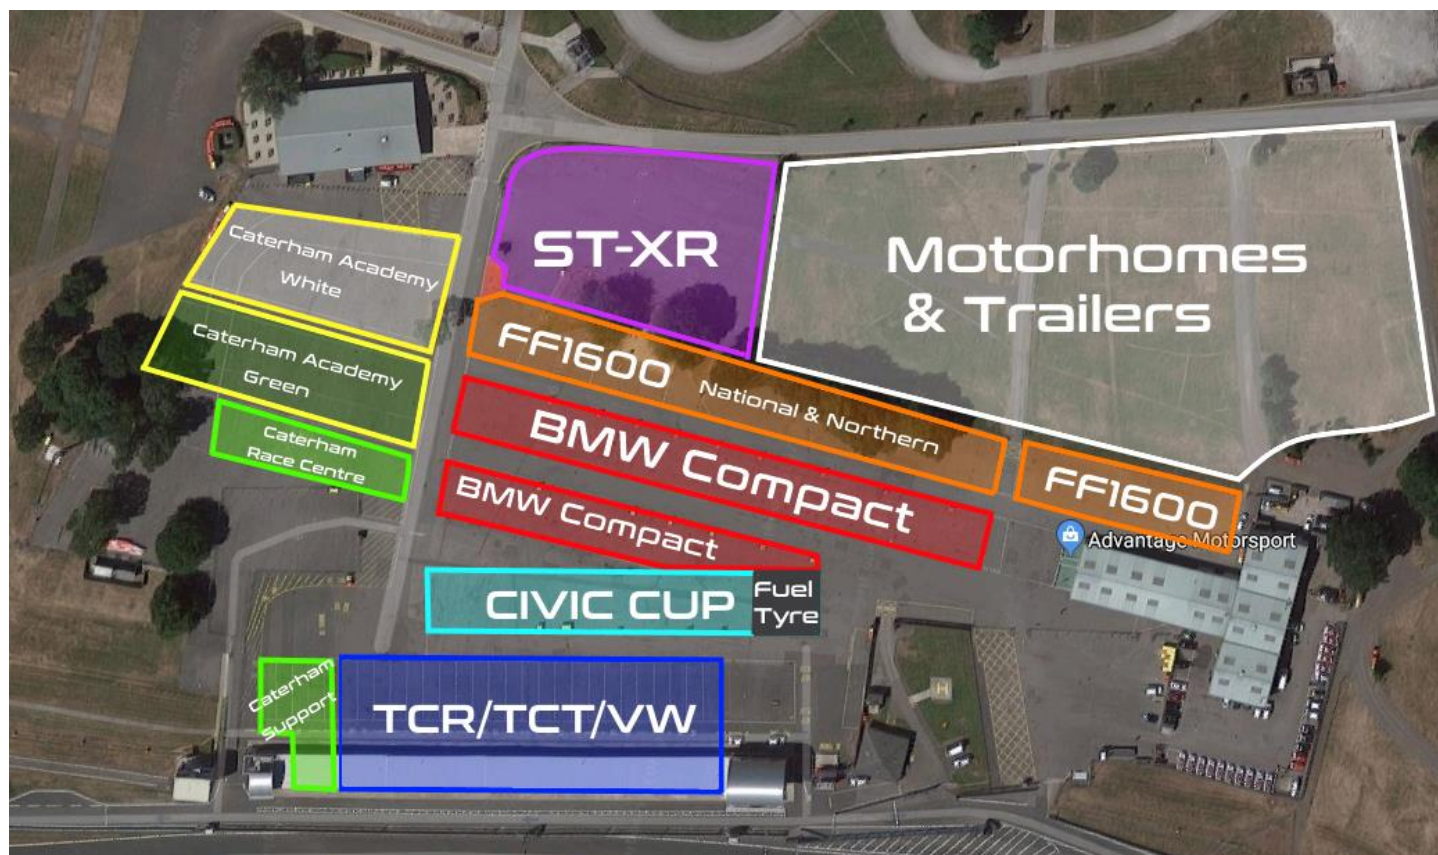 ST-XR
Motorhomes
& Trailers
Caterham Academy
White
Caterham Academy
Green
Caterham
Race Centre
FF1600 National & Northern
FF1600
BMW Compact
BMW Compact
Advantage Motorsport
CIVIC CUP
Fuel
Tyre
Caterham
Support
TCR/TCT/VW
H